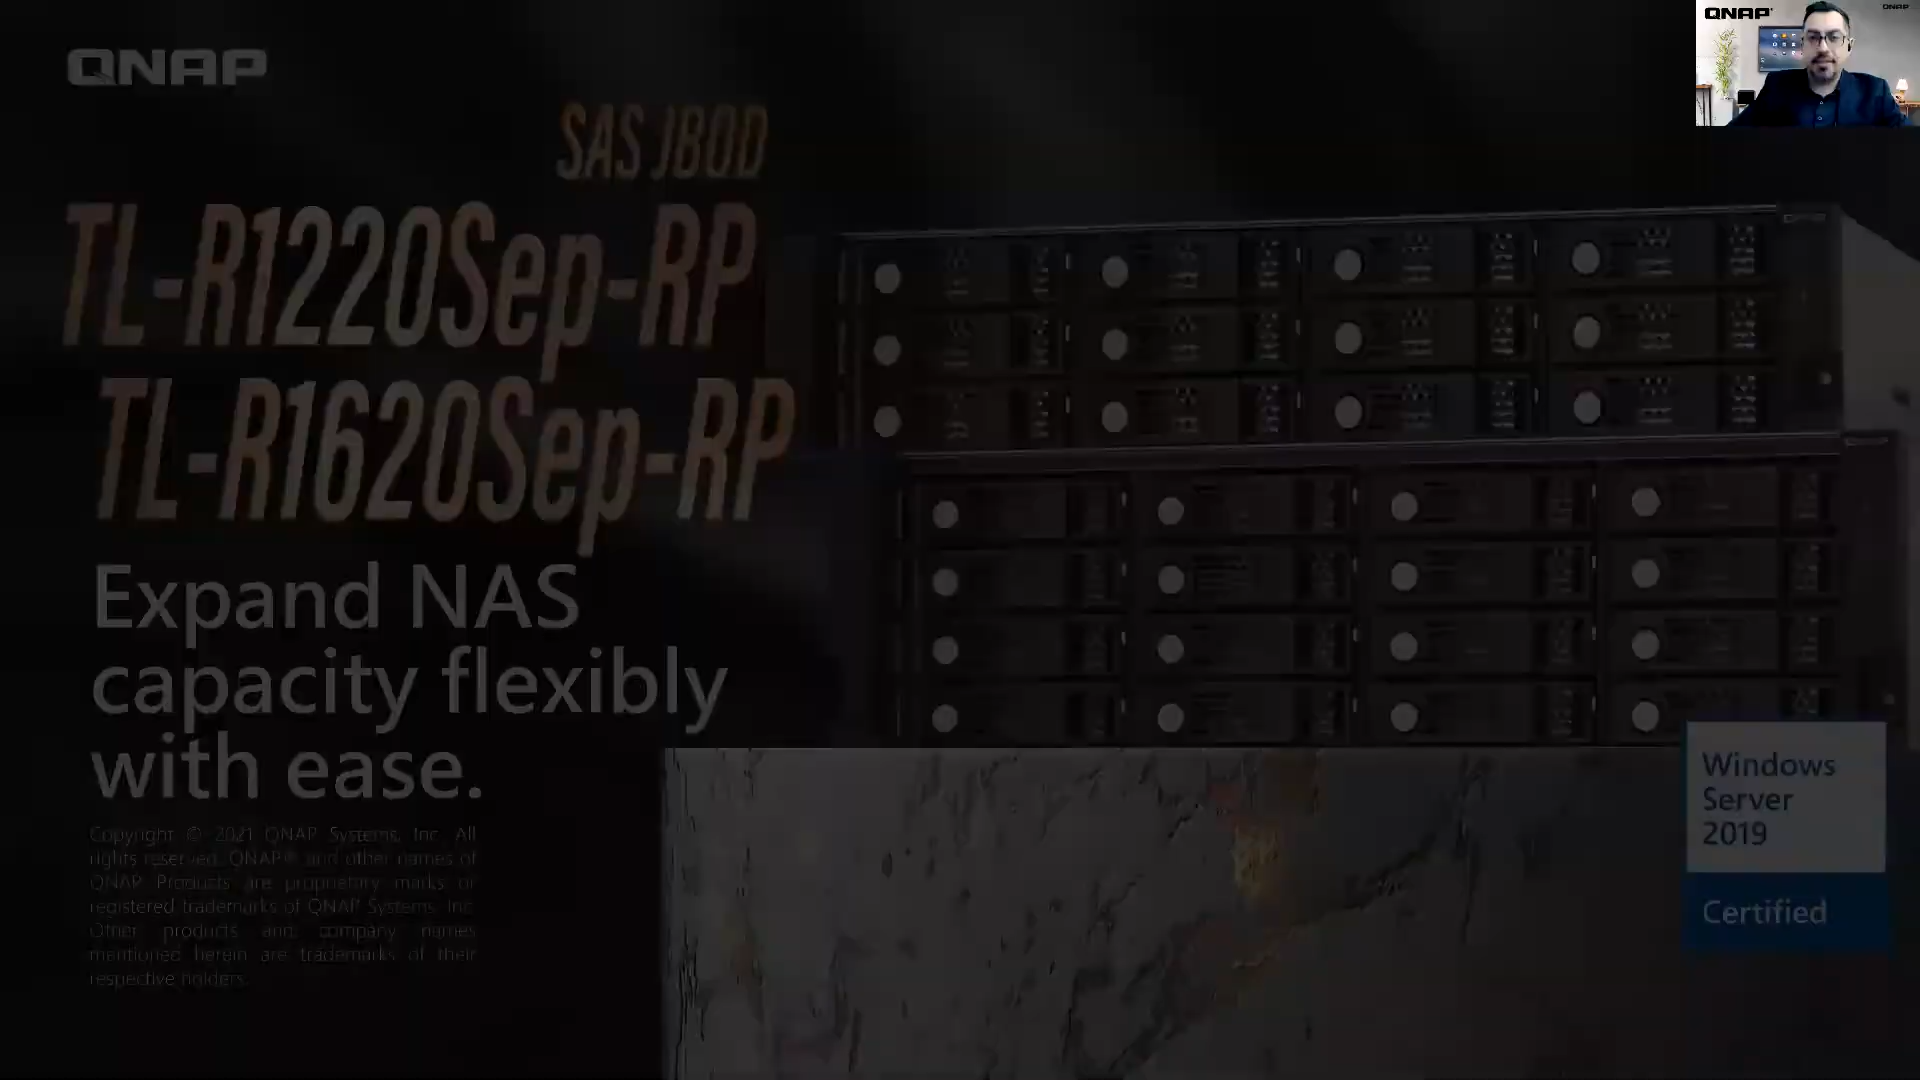 QNAP
SAS JBOD
TL-R1220Sep-RP
TL-R1620Sep-RP
Expand NAS
capacity flexibly
with ease.
Copyright © 2021 QNAP Systems, Inc. All
rights reserved. QNAP® and other names of
QNAP Products are proprietary marks or
registered trademarks of QNAP Systems, Inc.
Other products and company names
mentioned herein are trademarks of their
respective holders.
Windows
Server
2019
Certified
QNAP
QNAP